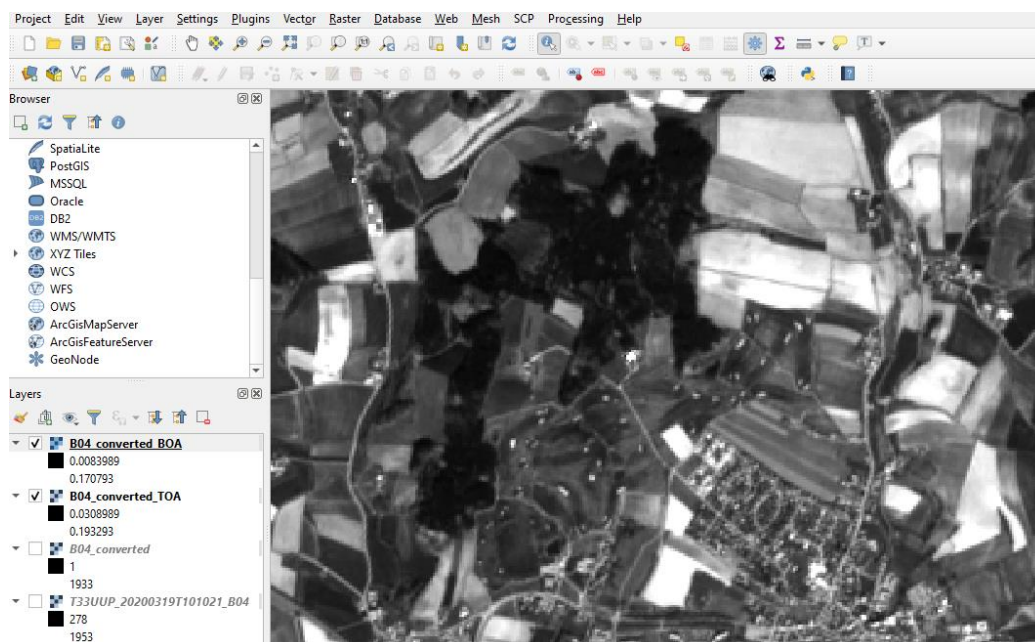 Project Edit View Layer Settings Plugins Vector Raster Database Web Mesh SCP Processing Help
Browser
SpatiaLite
PostGIS
MSSQL
Oracle
DB2
DB2
WMS/WMTS
XYZ Tiles
WCS
WFS
OWS
ArcGisMapServer
ArcGisFeatureServer
GeoNode
Layers
B04_converted_BOA
0.0083989
0.170793
B04_converted_TOA
0.0308989
0.193293
B04_converted
1
1933
T33UUP_20200319T101021_B04
278
1953